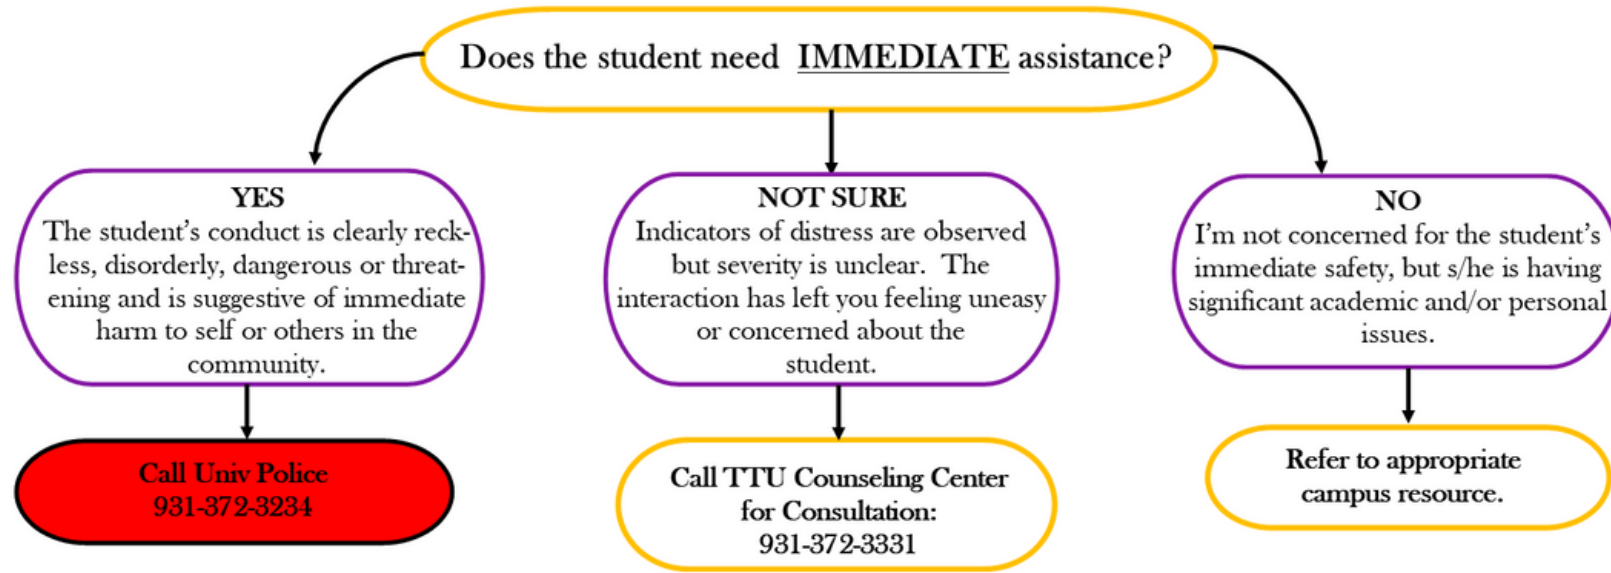 Does the student need IMMEDIATE assistance?
YES
The student's conduct is clearly reck-
less, disorderly, dangerous or threat-
ening and is suggestive of immediate
harm to self or others in the
community.
Call Univ Police
931-372-3234
NOT SURE
Indicators of distress are observed
but severity is unclear.  The
interaction has left you feeling uneasy
or concerned about the
student.
Call TTU Counseling Center
for Consultation:
931-372-3331
NO
I'm not concerned for the student's
immediate safety, but s/he is having
significant academic and/or personal
issues.
Refer to appropriate
campus resource.